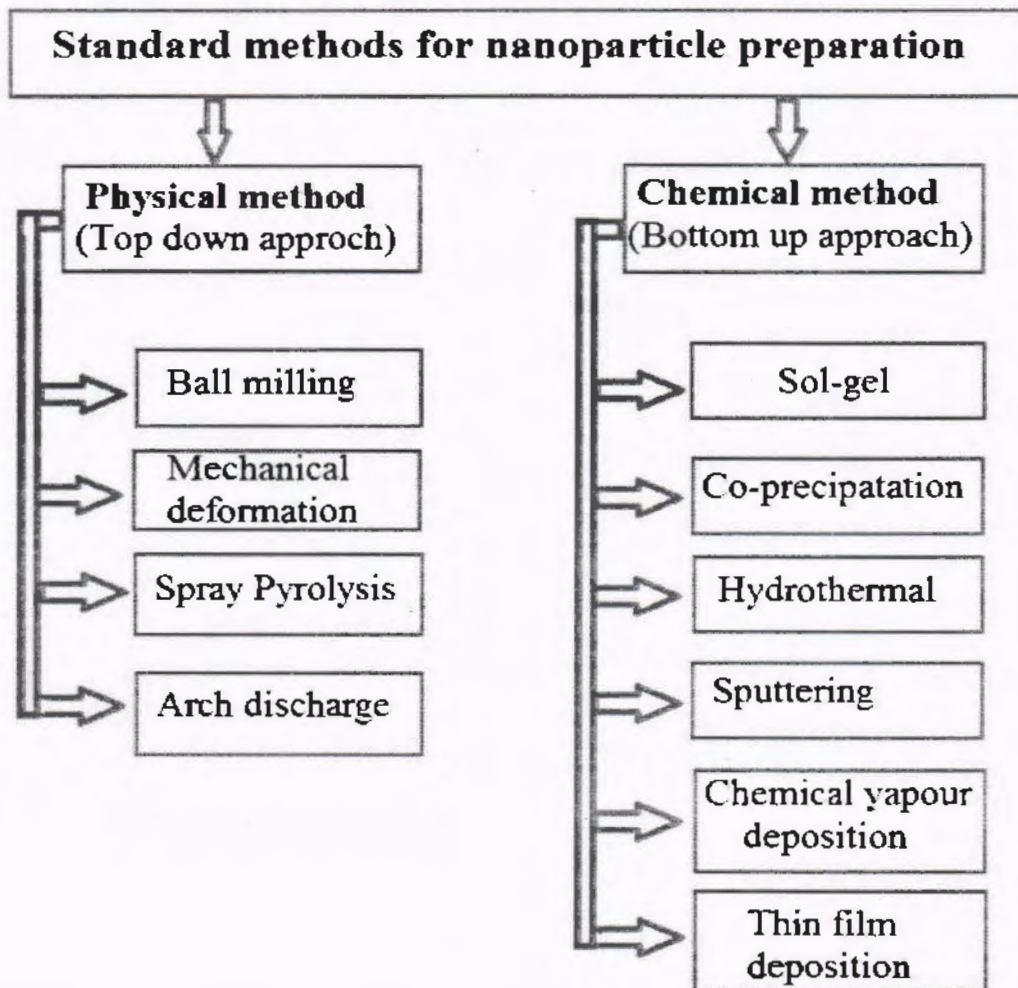 Standard methods for nanoparticle preparation
Physical method
(Top down approch)
Ball milling
Mechanical
deformation
Spray Pyrolysis
Arch discharge
Chemical method
(Bottom up approach)
Sol-gel
Co-precipatation
Hydrothermal
Sputtering
Chemical yapour
deposition
Thin film
deposition